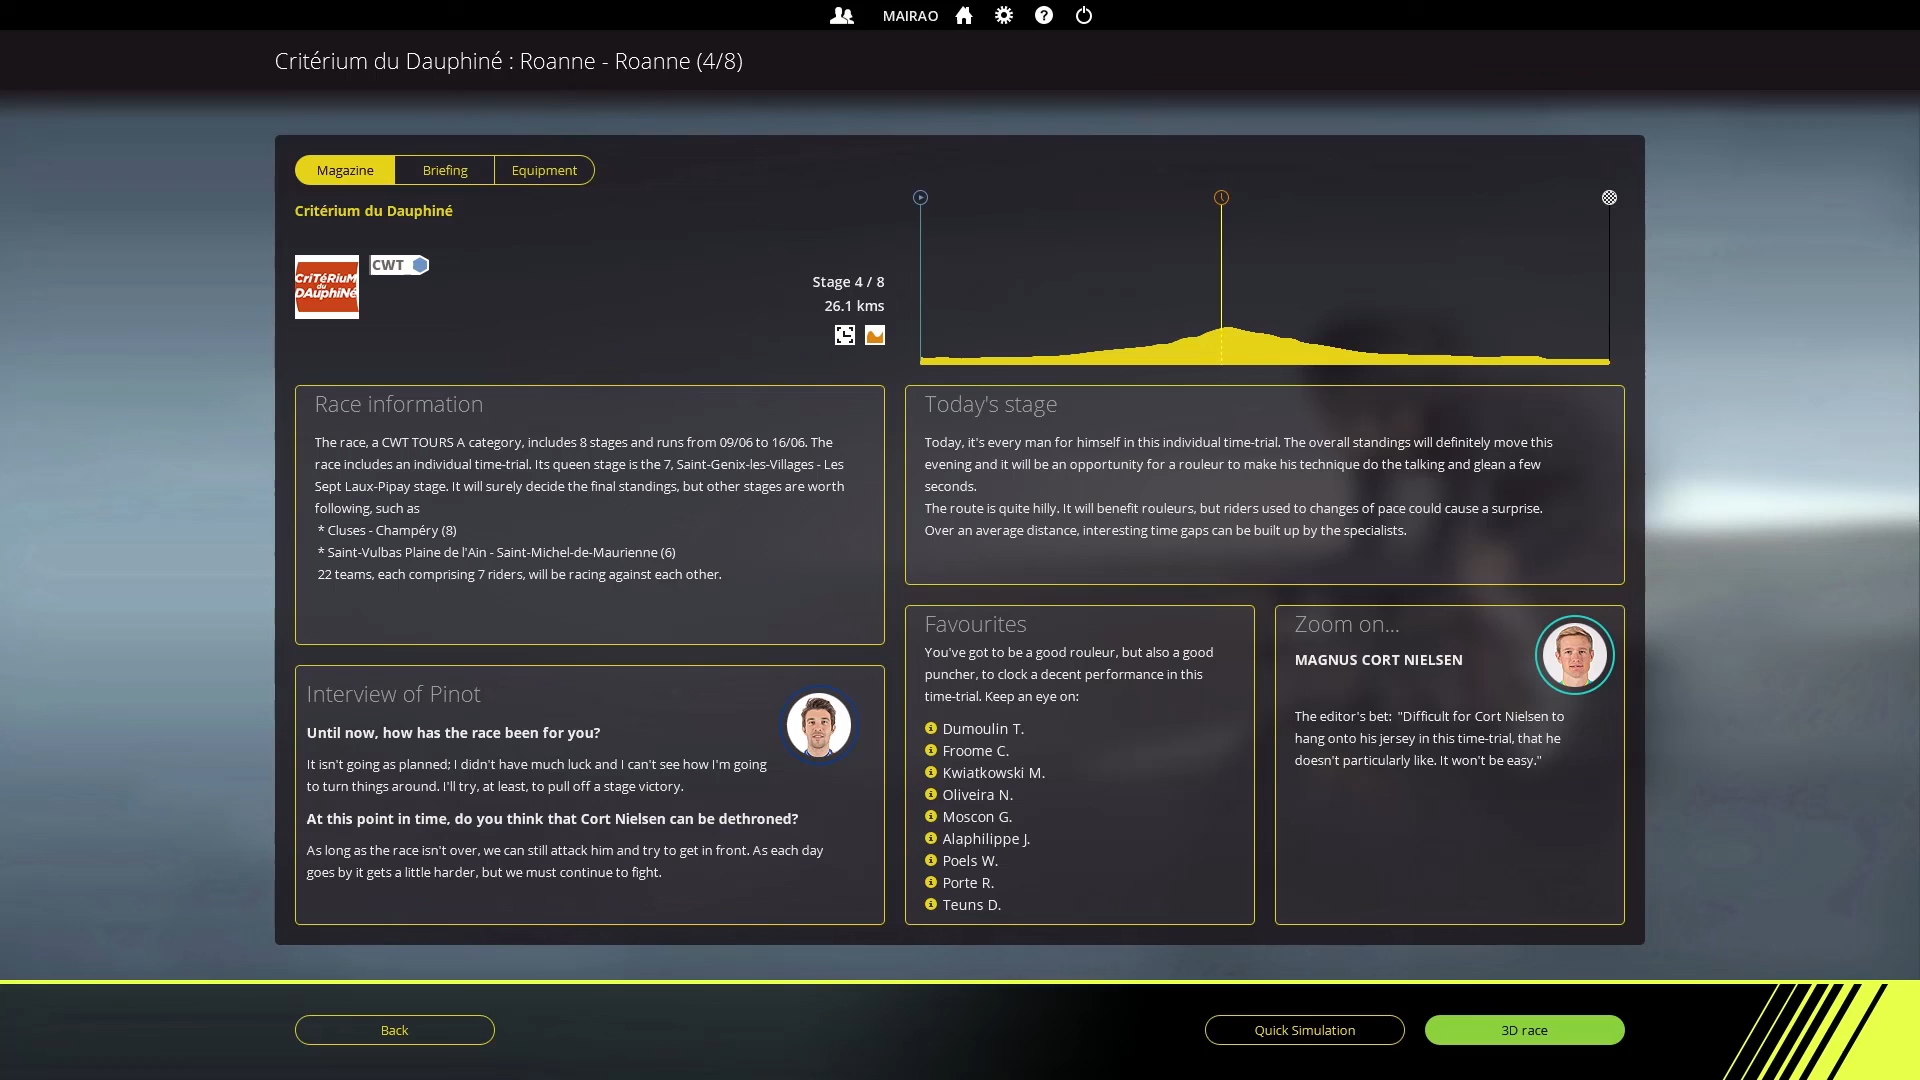 MAIRAO
Critérium du Dauphiné : Roanne - Roanne (4/8)
Magazine
Briefing
Equipment
Critérium du Dauphiné
CriTéRiuM
du
DAuphiNé
CWT
Stage 4 / 8
26.1 kms
Race information
The race, a CWT TOURS A category, includes 8 stages and runs from 09/06 to 16/06. The
race includes an individual time-trial. Its queen stage is the 7, Saint-Genix-les-Villages - Les
Sept Laux-Pipay stage. It will surely decide the final standings, but other stages are worth
following, such as
* Cluses - Champéry (8)
* Saint-Vulbas Plaine de l'Ain - Saint-Michel-de-Maurienne (6)
22 teams, each comprising 7 riders, will be racing against each other.
Today's stage
Today, it's every man for himself in this individual time-trial. The overall standings will definitely move this
evening and it will be an opportunity for a rouleur to make his technique do the talking and glean a few
seconds.
The route is quite hilly. It will benefit rouleurs, but riders used to changes of pace could cause a surprise.
Over an average distance, interesting time gaps can be built up by the specialists.
Interview of Pinot
Until now, how has the race been for you?
It isn't going as planned; I didn't have much luck and I can't see how I'm going
to turn things around. I'll try, at least, to pull off a stage victory.
At this point in time, do you think that Cort Nielsen can be dethroned?
As long as the race isn't over, we can still attack him and try to get in front. As each day
goes by it gets a little harder, but we must continue to fight.
Favourites
You've got to be a good rouleur, but also a good
puncher, to clock a decent performance in this
time-trial. Keep an eye on:
Dumoulin T.
Froome C.
Kwiatkowski M.
Oliveira N.
Moscon G.
Alaphilippe J.
Poels W.
Porte R.
Teuns D.
Zoom on...
MAGNUS CORT NIELSEN
The editor's bet:  "Difficult for Cort Nielsen to
hang onto his jersey in this time-trial, that he
doesn't particularly like. It won't be easy."
Back
Quick Simulation
3D race